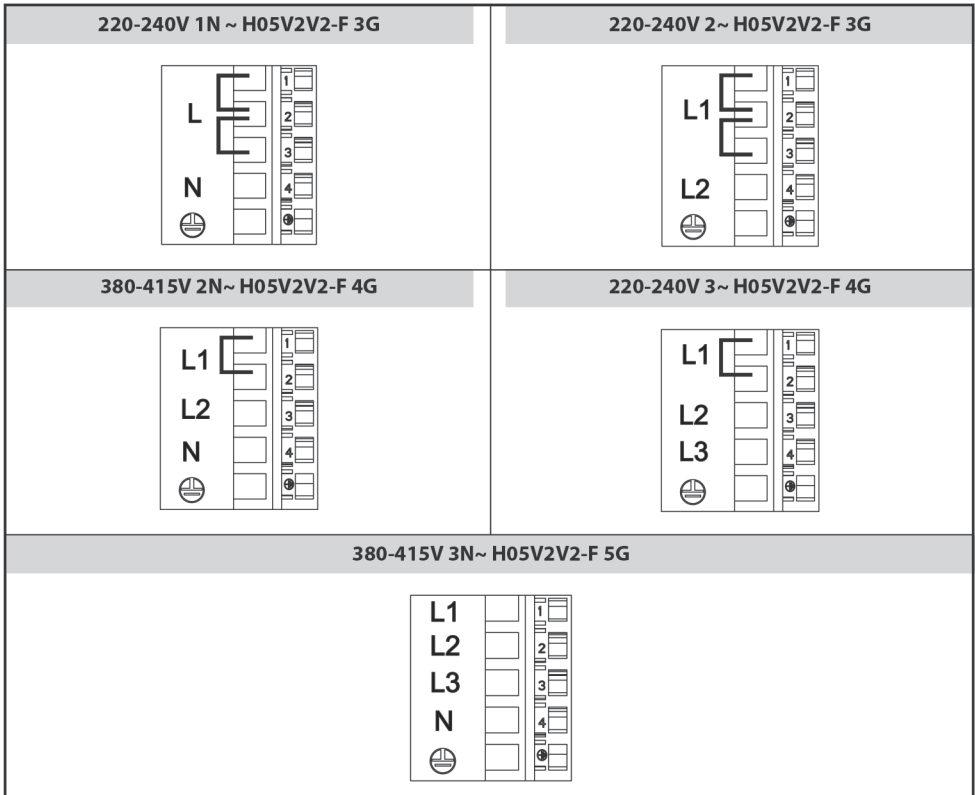 220-240V 1N ~ H05V2V2-F 3G
L
N
1
2
3
4
220-240V 2~ H05V2V2-F 3G
L1
L2
1
2
3
4
380-415V 2N~ H05V2V2-F 4G
L1
L2
N
1
2
3
4
220-240V 3~ H05V2V2-F 4G
L1
L2
L3
1
2
3
4
380-415V 3N~ H05V2V2-F 5G
L1
L2
L3
N
1
2
3
4